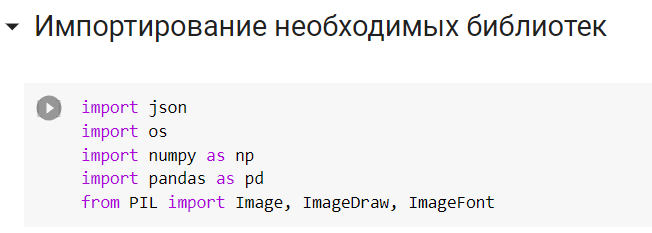 Импортирование необходимых библиотек
import json
import os
import numpy as np
import pandas as pd
from PIL import Image, ImageDraw, ImageFont